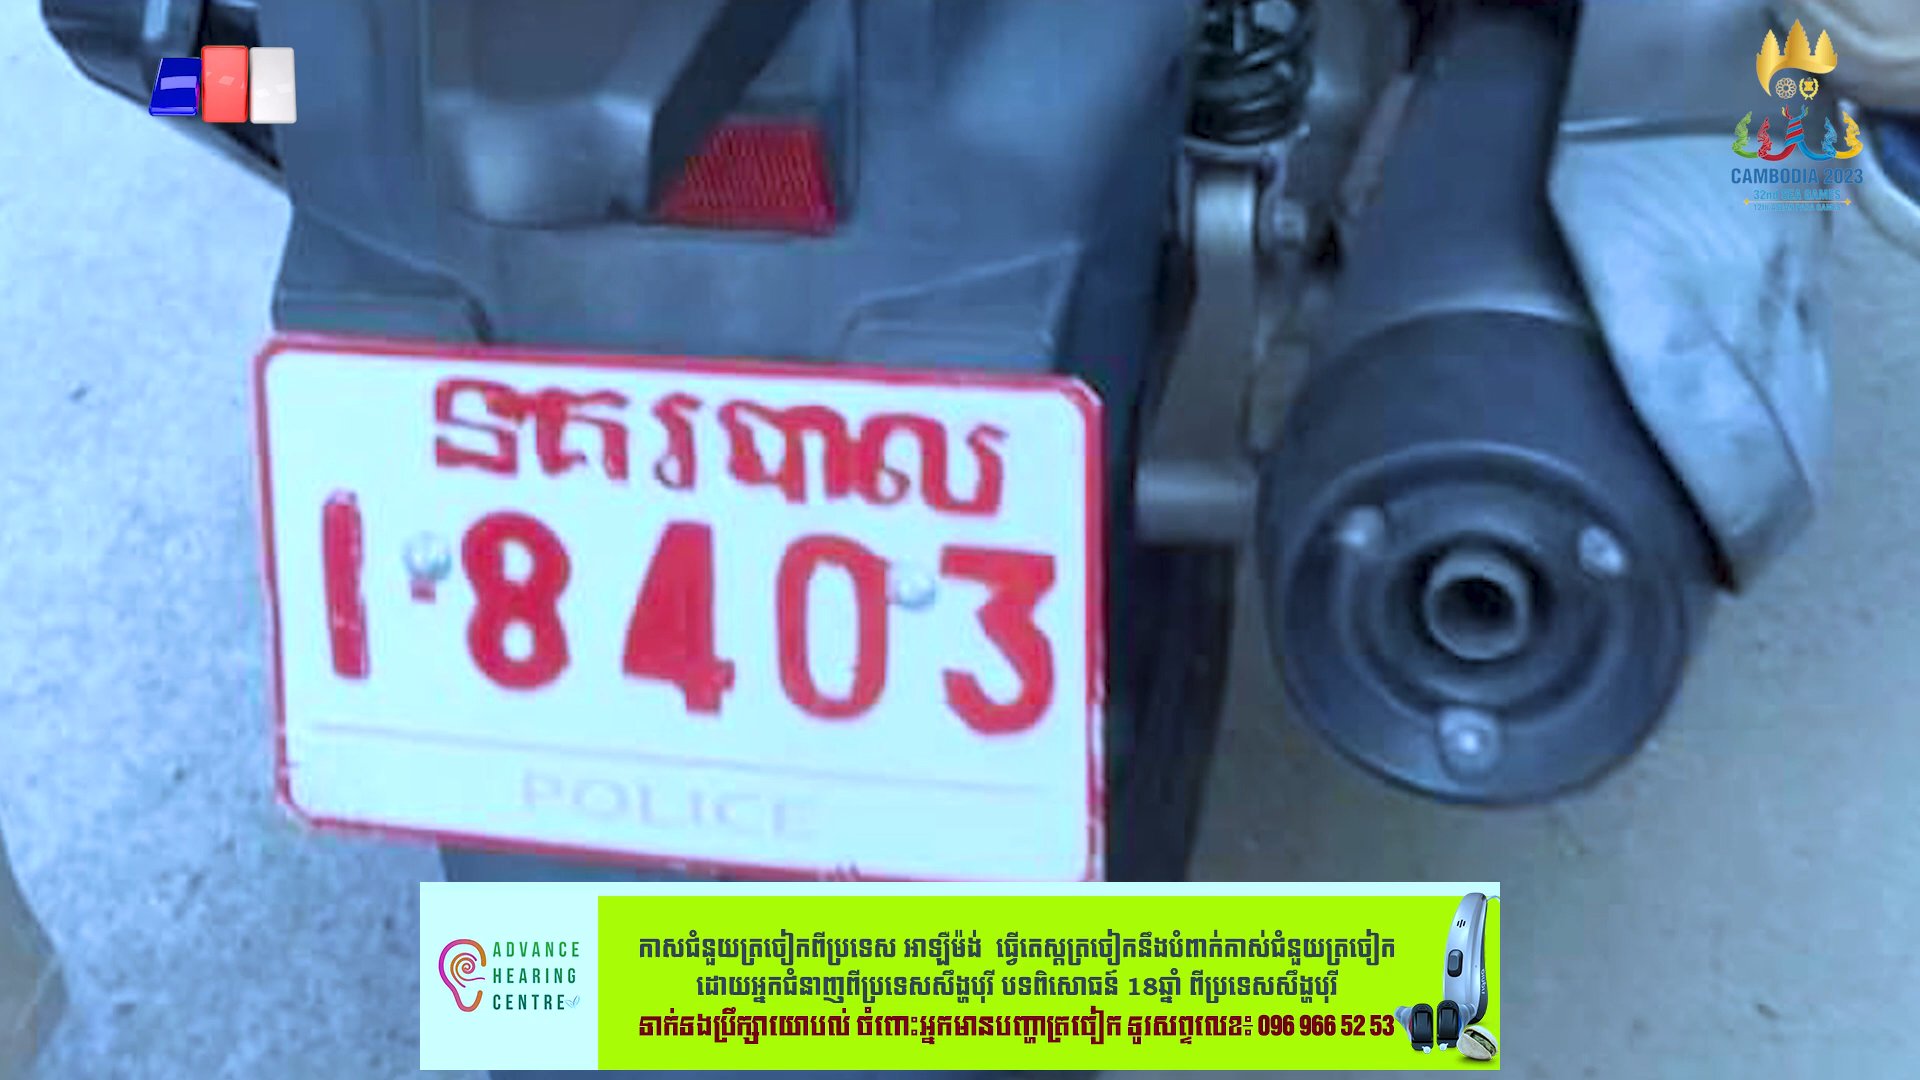 CAMBODIA 2023
32nd SEA GAMES
នគរបាល
1-8403
POLICE
ADVANCE
HEARING
CENTRE
កាសជំនួយត្រចៀកពីប្រទេស អាឡឺម៉ង់ ធ្វើតេស្តត្រចៀកនឹងបំពាក់កាស់ជំនួយត្រចៀក
ដោយអ្នកជំនាញពីប្រទេសសឹង្ហបុរី បទពិសោធន៍ 18ឆ្នាំ ពីប្រទេសសឹង្ហបុរី
ទាក់ទងប្រឹក្សាយោបល់ ចំពោះអ្នកមានបញ្ហាត្រចៀក ទូរសព្ទលេខ៖ 096 966 52 53